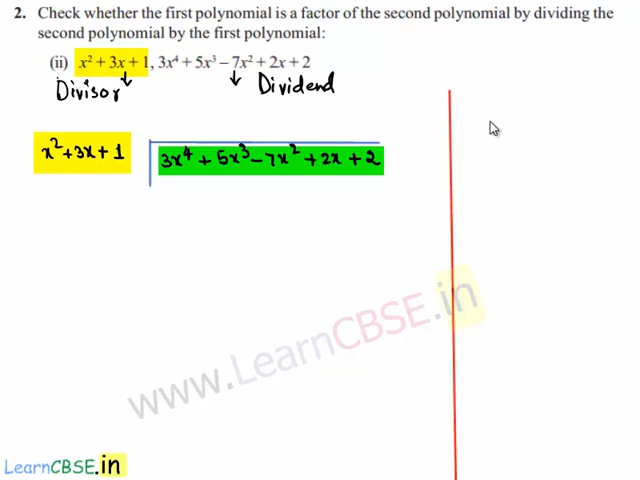 2. Check whether the first polynomial is a factor of the second polynomial by dividing the
second polynomial by the first polynomial:
(ii) x² + 3x + 1, 3x⁴ + 5x³ – 7x² + 2x + 2
Divisor Dividend
x² + 3x + 1 3x⁴ + 5x³ – 7x² + 2x + 2
www.LearnCBSE.in
LearnCBSE.in